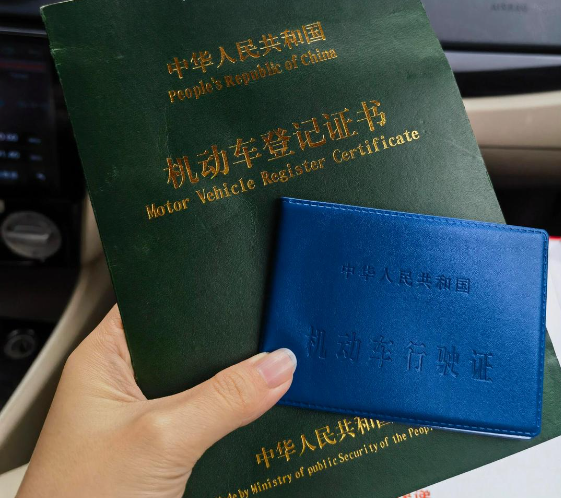 中华人民共和国
People's Republic of China
机动车登记证书
Motor Vehicle Register Certificate
中华人民共和国
机动车行驶证
中华人民共和国
by Ministry of public Security of the